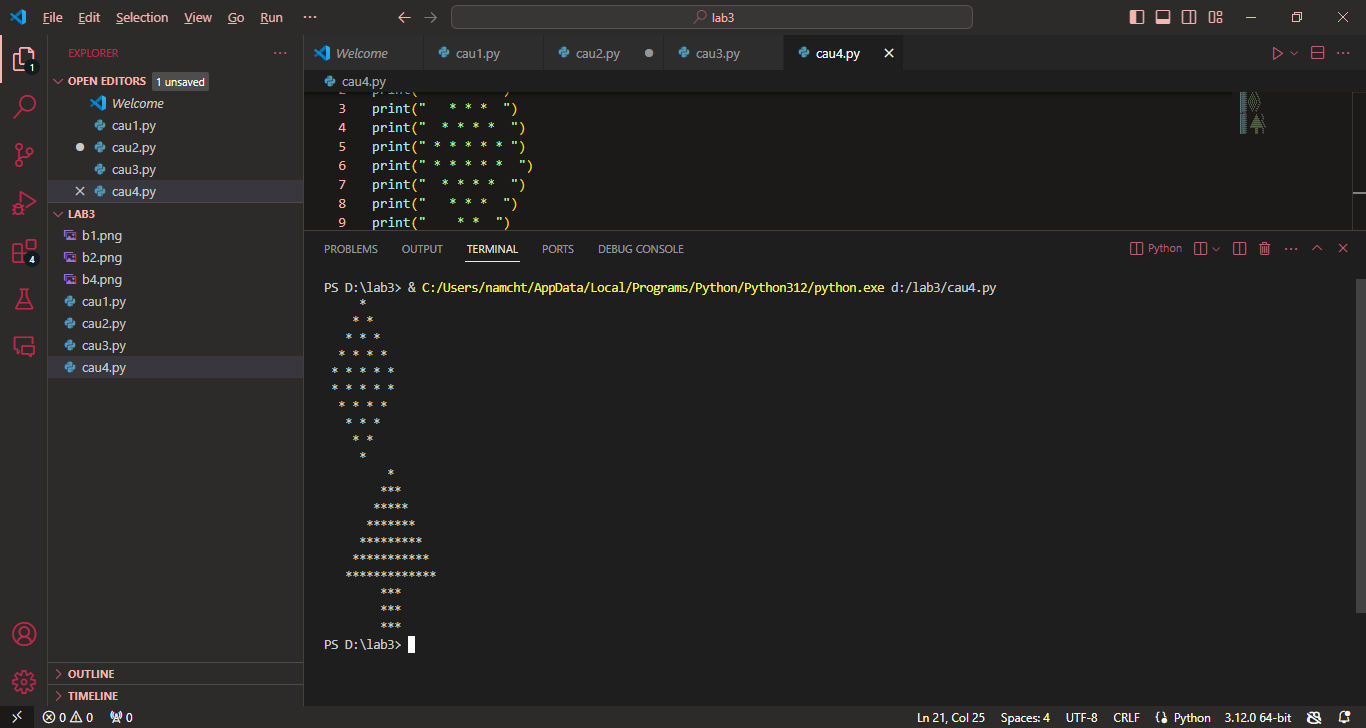 File Edit Selection View Go Run ··· lab3
EXPLORER ···
OPEN EDITORS 1 unsaved
Welcome
cau1.py
cau2.py
cau3.py
cau4.py
LAB3
b1.png
b2.png
b4.png
cau1.py
cau2.py
cau3.py
cau4.py
OUTLINE
TIMELINE
1
4
Welcome cau1.py cau2.py cau3.py cau4.py
cau4.py
3 print("   * * *  ")
4 print("  * * * *  ")
5 print(" * * * * * ")
6 print(" * * * * *  ")
7 print("  * * * *  ")
8 print("   * * *  ")
9 print("    * *  ")
PROBLEMS OUTPUT TERMINAL PORTS DEBUG CONSOLE Python
PS D:\lab3> & C:/Users/namcht/AppData/Local/Programs/Python/Python312/python.exe d:/lab3/cau4.py
     *
    * *
   * * *
  * * * *
 * * * * *
 * * * * *
  * * * *
   * * *
    * *
     *
         *
        ***
       *****
      *******
     *********
    ***********
   *************
        ***
        ***
        ***
PS D:\lab3>
0 0 0 Ln 21, Col 25 Spaces: 4 UTF-8 CRLF Python 3.12.0 64-bit